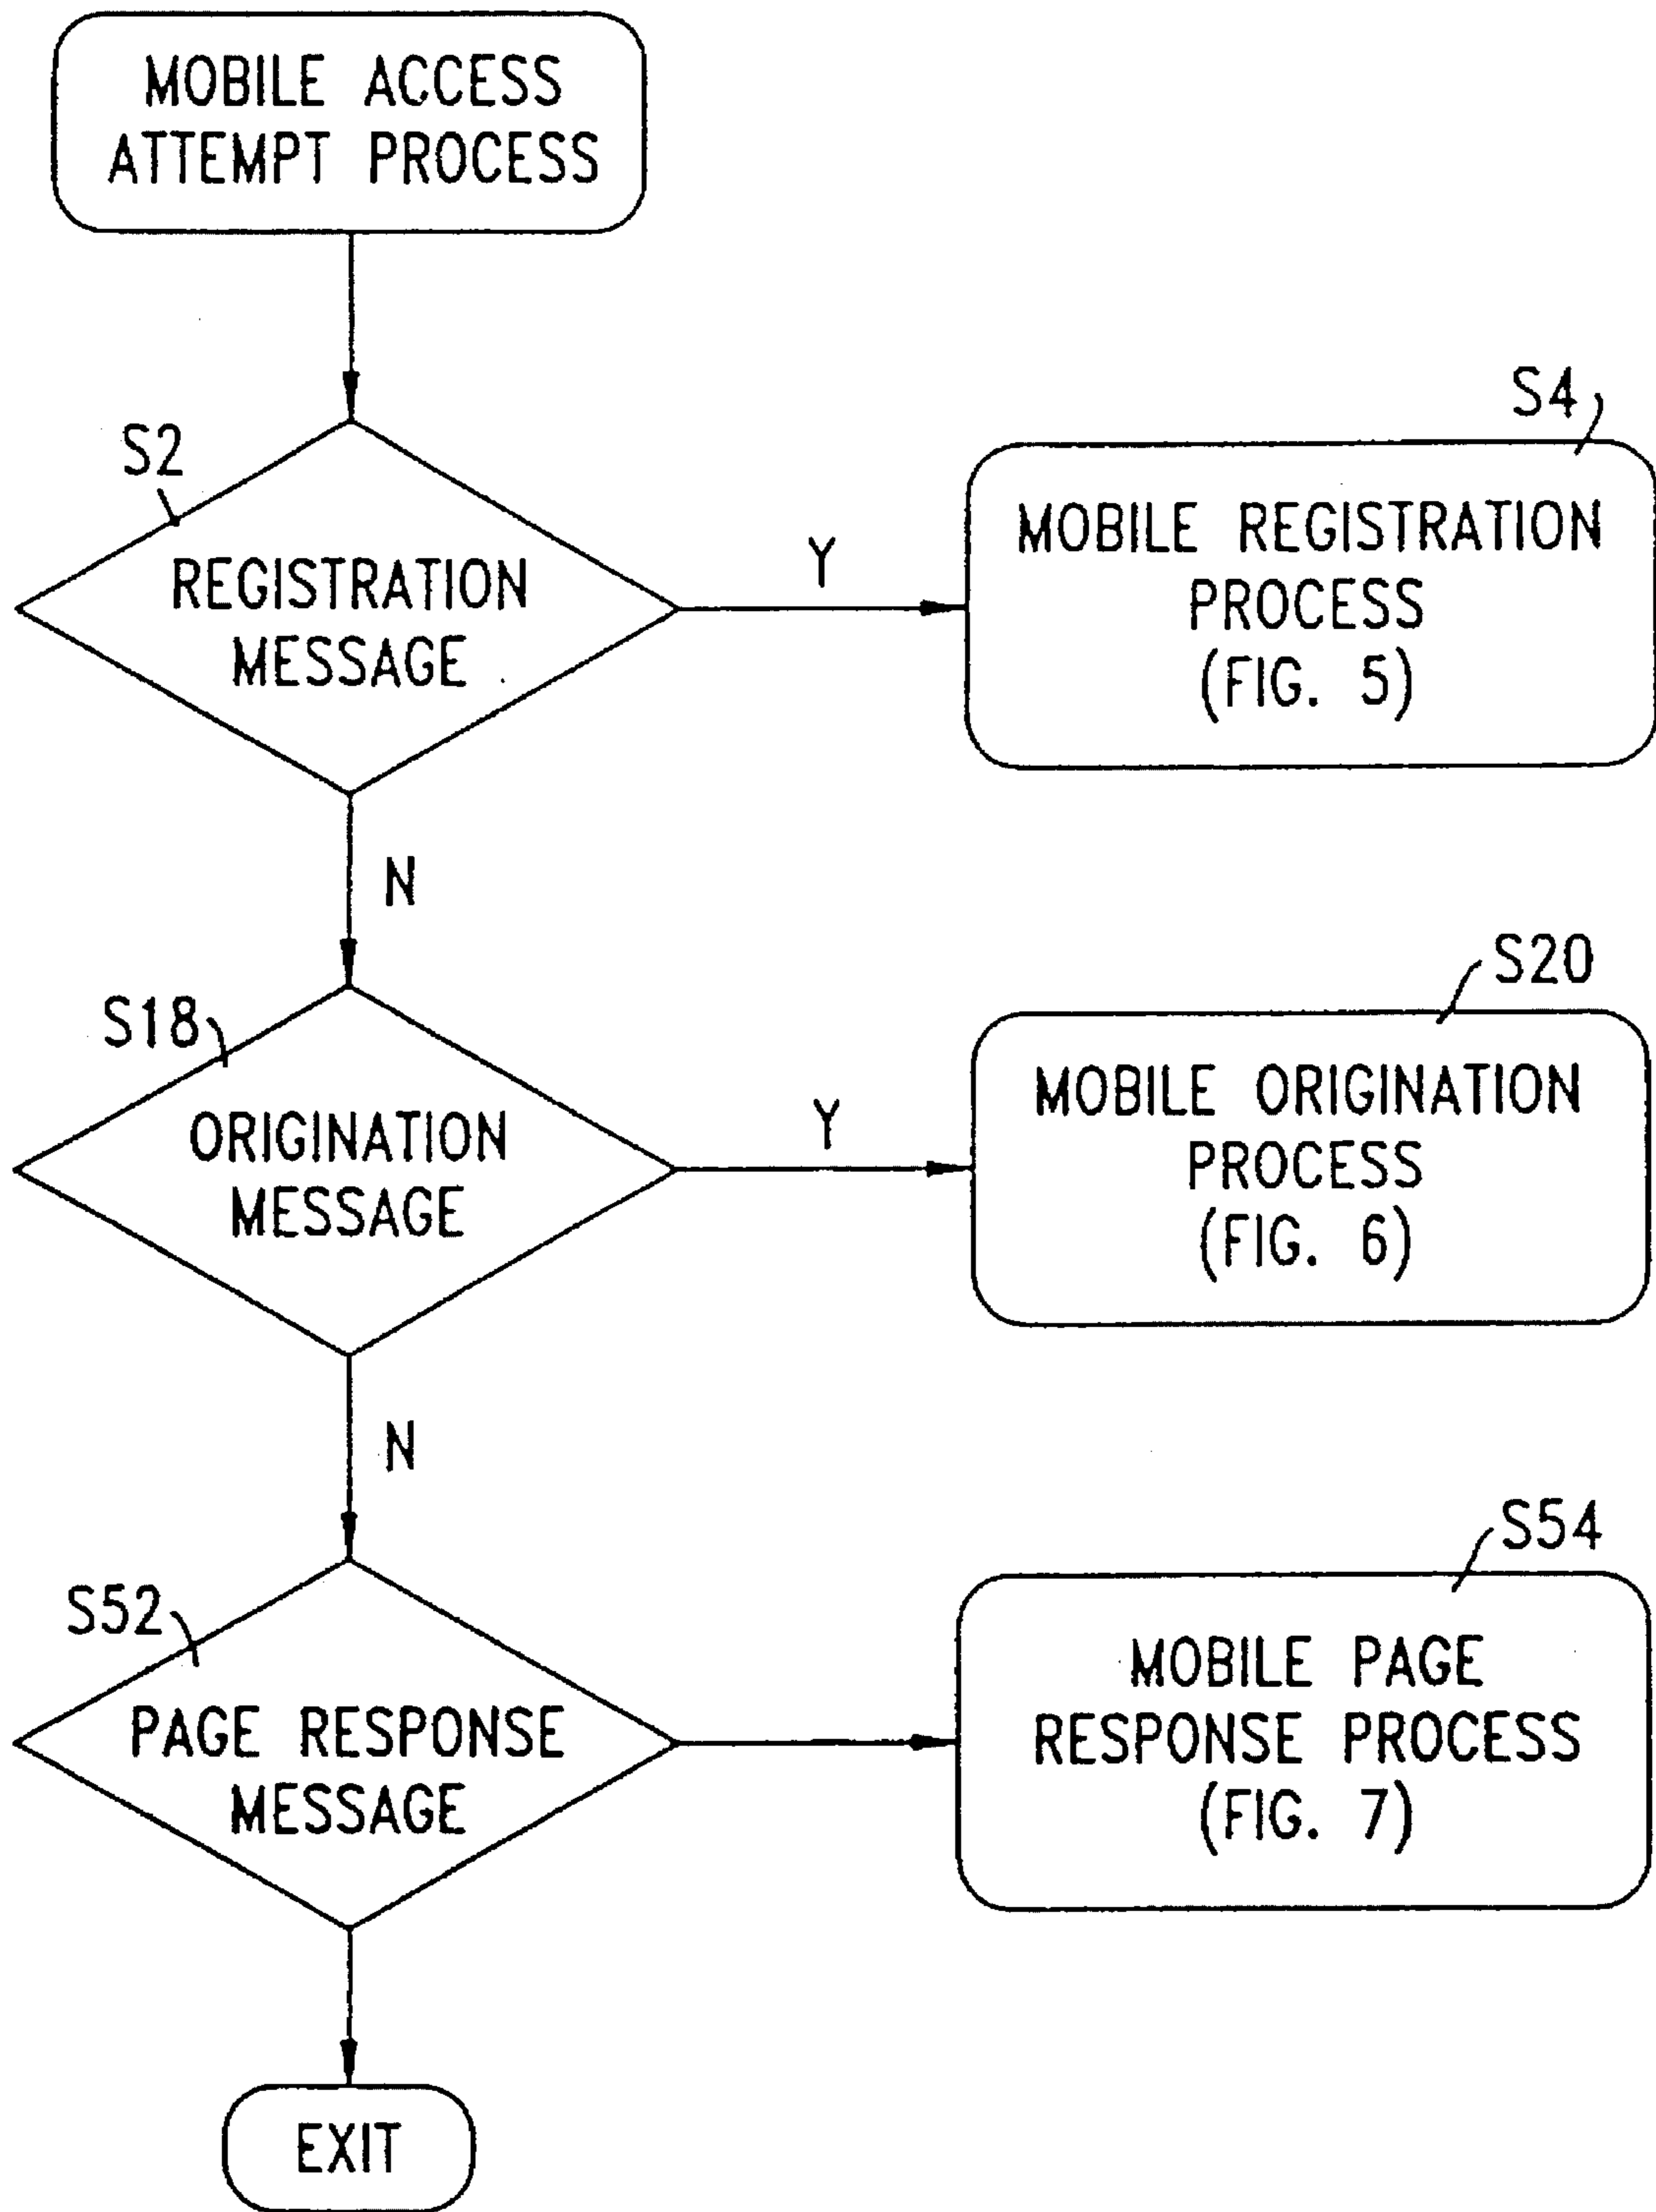 MOBILE ACCESS
ATTEMPT PROCESS
S2
REGISTRATION
MESSAGE
Y
S4
MOBILE REGISTRATION
PROCESS
(FIG. 5)
N
S18
ORIGINATION
MESSAGE
Y
S20
MOBILE ORIGINATION
PROCESS
(FIG. 6)
N
S52
PAGE RESPONSE
MESSAGE
S54
MOBILE PAGE
RESPONSE PROCESS
(FIG. 7)
EXIT